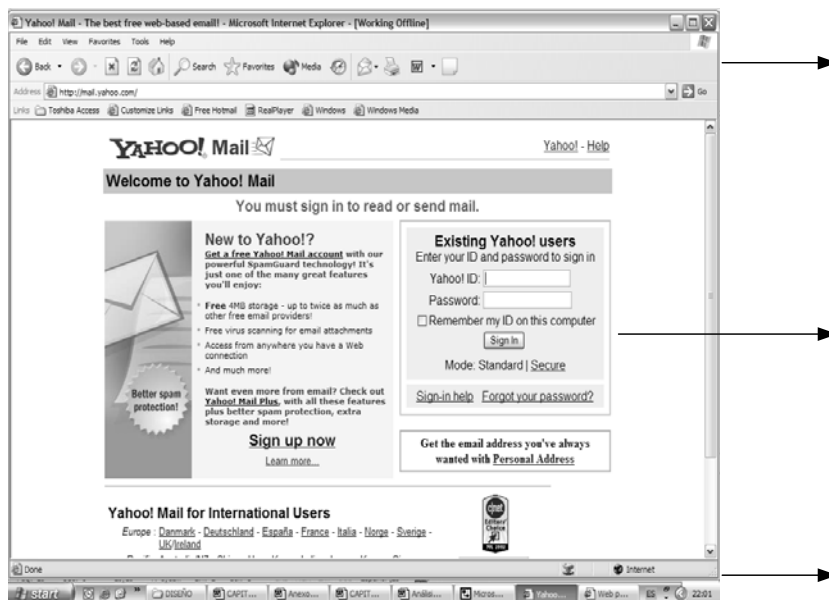 Yahoo! Mail - The best free web-based email! - Microsoft Internet Explorer - [Working Offline]
File Edit View Favorites Tools Help
Back Search Favorites Media
Address http://mail.yahoo.com/ Go
Links Toshiba Access Customize Links Free Hotmail RealPlayer Windows Windows Media
YAHOO! Mail
Yahoo! - Help
Welcome to Yahoo! Mail
You must sign in to read or send mail.
New to Yahoo!?
Get a free Yahoo! Mail account with our
powerful SpamGuard technology! It's
just one of the many great features
you'll enjoy:
Free 4MB storage - up to twice as much as
other free email providers!
Free virus scanning for email attachments
Access from anywhere you have a Web
connection
And much more!
Want even more from email? Check out
Yahoo! Mail Plus, with all these features
plus better spam protection, extra
storage and more!
Sign up now
Learn more...
Better spam
protection!
Existing Yahoo! users
Enter your ID and password to sign in
Yahoo! ID:
Password:
Remember my ID on this computer
Sign In
Mode: Standard | Secure
Sign-in help Forgot your password?
Get the email address you've always
wanted with Personal Address
Yahoo! Mail for International Users
Europe : Danmark - Deutschland - España - France - Italia - Norge - Sverige -
UK/Ireland
cnet
Editors'
Choice
Done Internet
start DISEÑO CAPIT... Anexo... CAPIT... Anális... Micros... Yahoo... Web p... ES 22:01